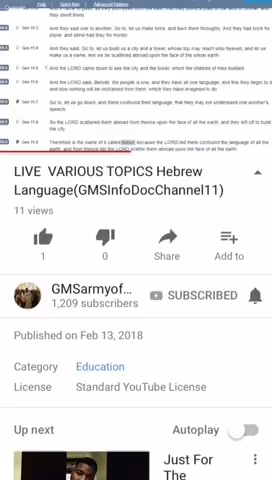 Help Quick Nav Advanced Options
they dwelt there.
Gen 11:3 And they said one to another, Go to, let us make brick, and burn them thoroughly. And they had brick for
stone, and slime had they for morter.
Gen 11:4 And they said, Go to, let us build us a city and a tower, whose top may reach unto heaven; and let us
make us a name, lest we be scattered abroad upon the face of the whole earth.
Gen 11:5 And the LORD came down to see the city and the tower, which the children of men builded.
Gen 11:6 And the LORD said, Behold, the people is one, and they have all one language; and this they begin to do:
and now nothing will be restrained from them, which they have imagined to do.
Gen 11:7 Go to, let us go down, and there confound their language, that they may not understand one another's
speech.
Gen 11:8 So the LORD scattered them abroad from thence upon the face of all the earth: and they left off to build
the city.
Gen 11:9 Therefore is the name of it called Babel; because the LORD did there confound the language of all the
earth: and from thence did the LORD scatter them abroad upon the face of all the earth.
LIVE VARIOUS TOPICS Hebrew
Language(GMSInfoDocChannel11)
11 views
1 0 Share Add to
GMSarmyof... SUBSCRIBED
1,209 subscribers
Published on Feb 13, 2018
Category Education
License Standard YouTube License
Up next Autoplay
Just For
The